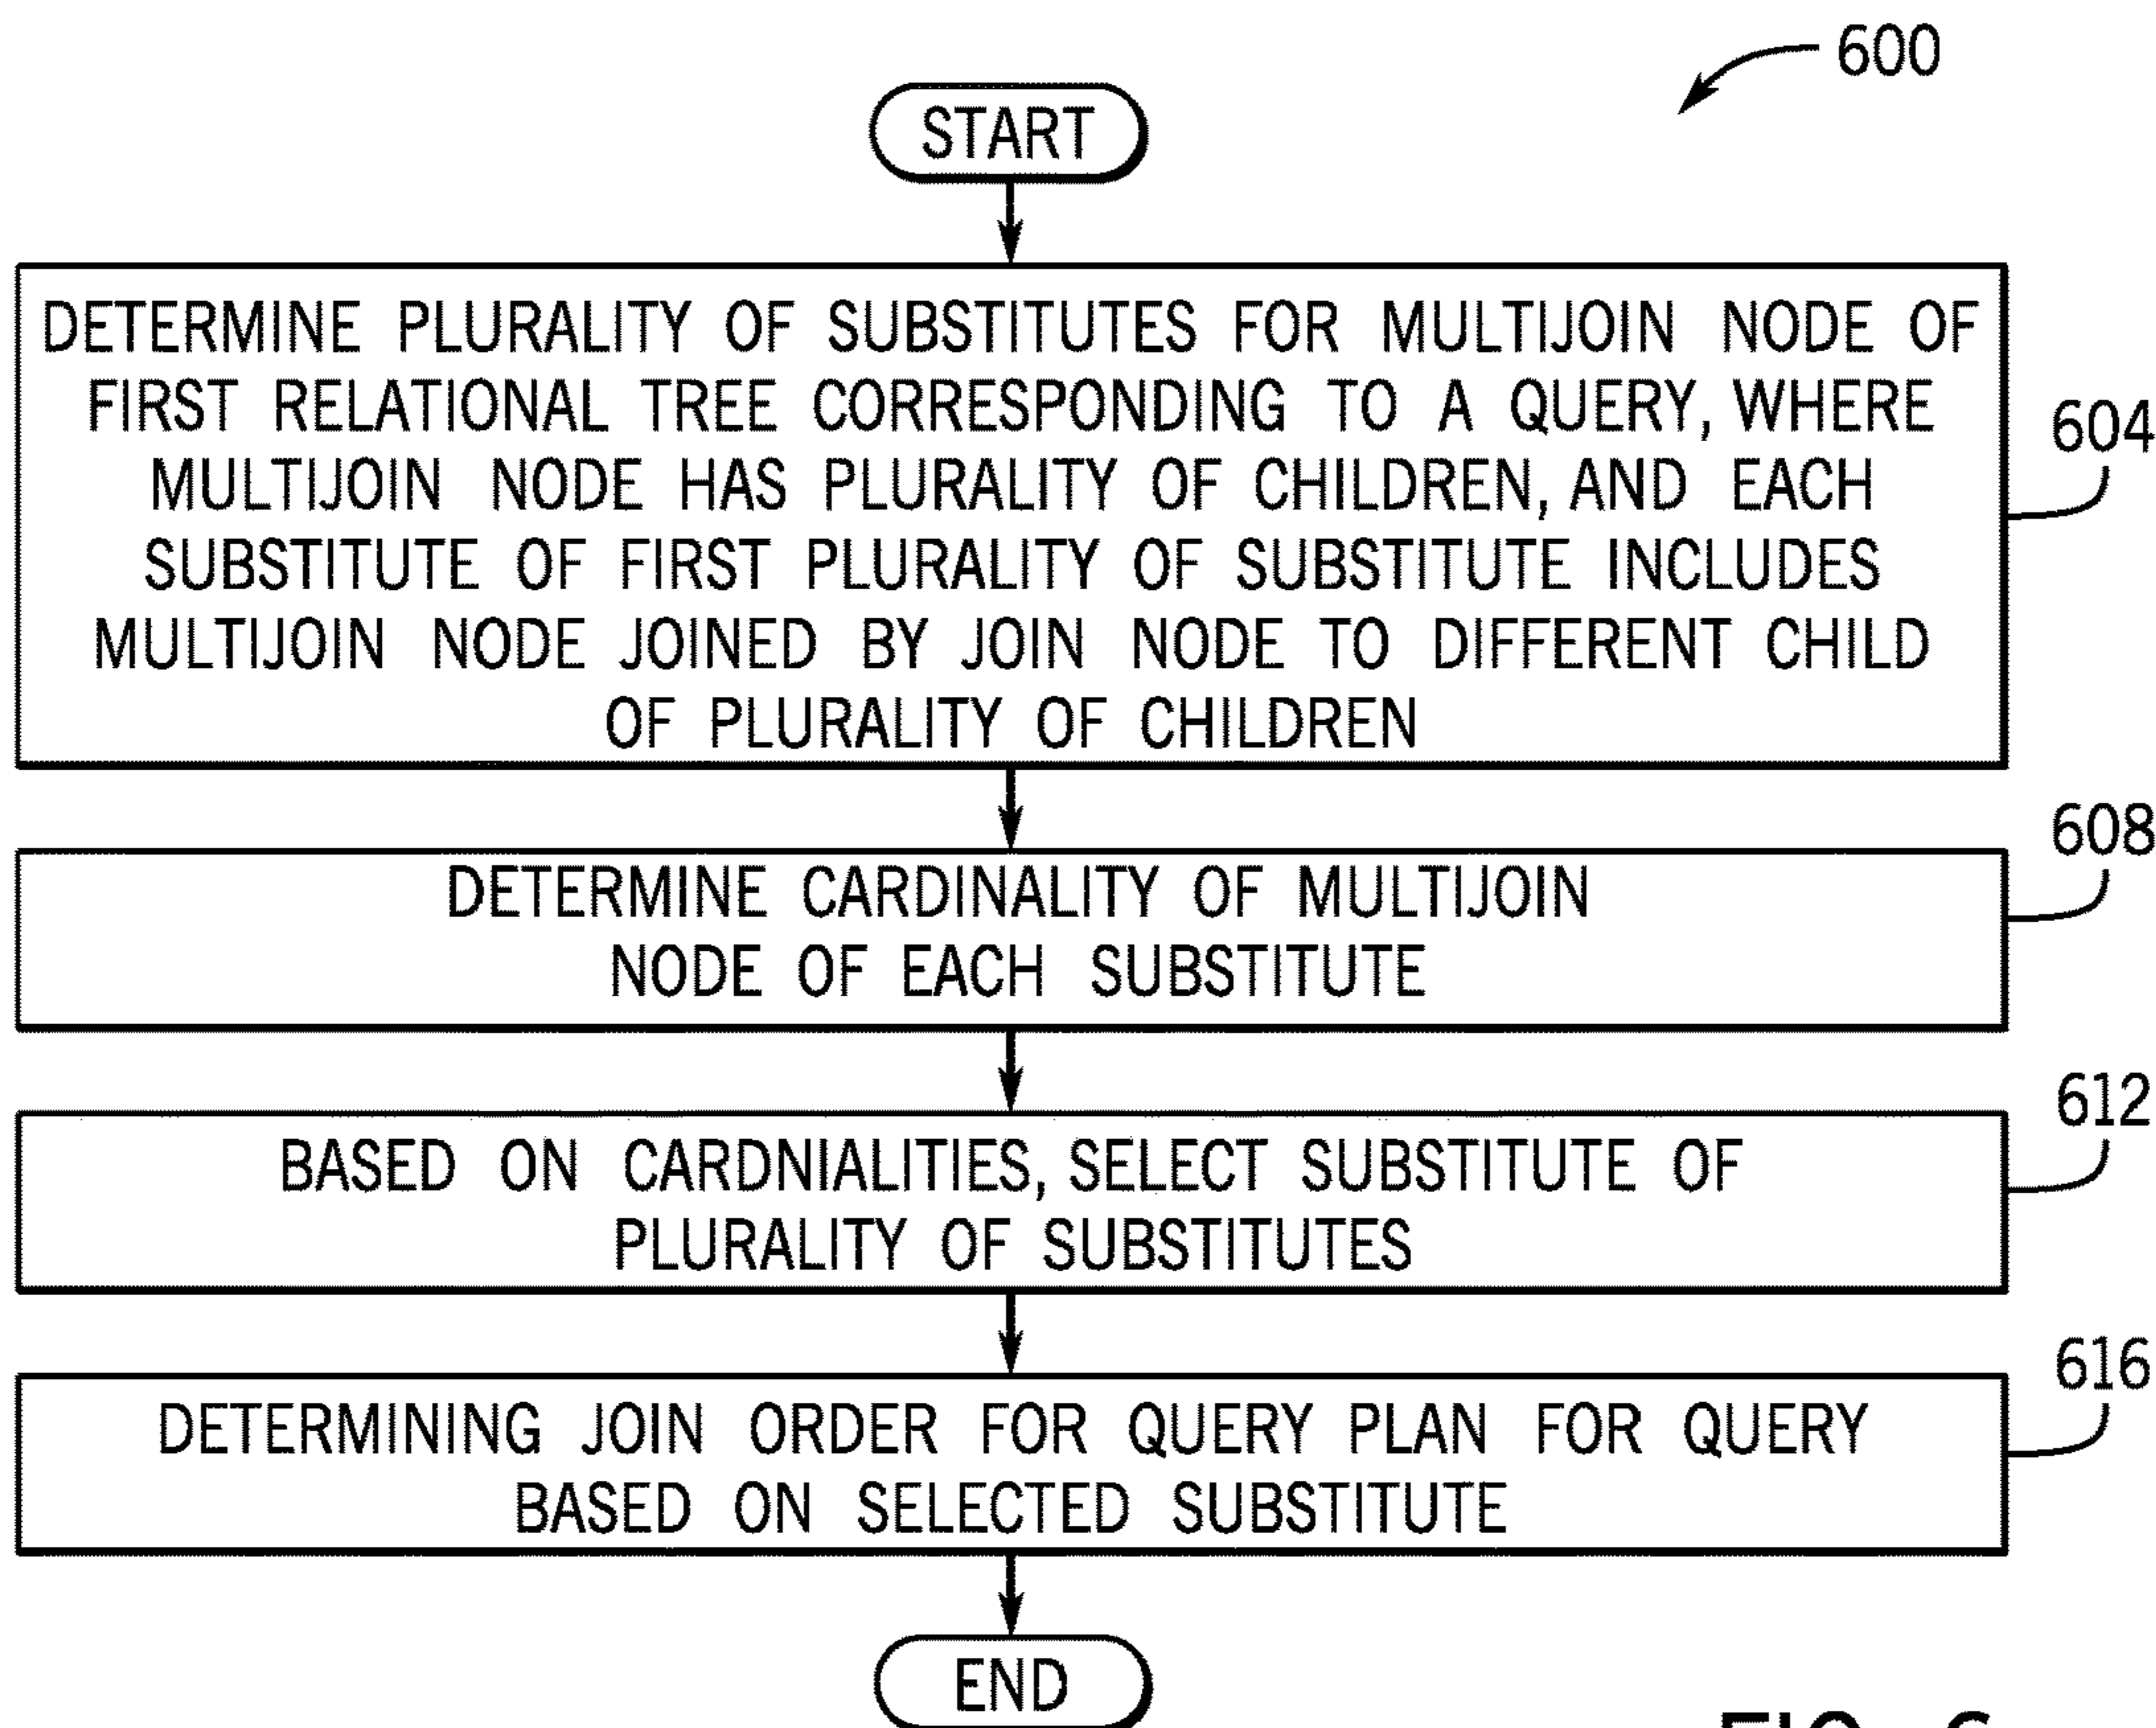 600
START
DETERMINE PLURALITY OF SUBSTITUTES FOR MULTIJOIN NODE OF
FIRST RELATIONAL TREE CORRESPONDING TO A QUERY, WHERE
MULTIJOIN NODE HAS PLURALITY OF CHILDREN, AND EACH
SUBSTITUTE OF FIRST PLURALITY OF SUBSTITUTE INCLUDES
MULTIJOIN NODE JOINED BY JOIN NODE TO DIFFERENT CHILD
OF PLURALITY OF CHILDREN
604
DETERMINE CARDINALITY OF MULTIJOIN
NODE OF EACH SUBSTITUTE
608
BASED ON CARDNIALITIES, SELECT SUBSTITUTE OF
PLURALITY OF SUBSTITUTES
612
DETERMINING JOIN ORDER FOR QUERY PLAN FOR QUERY
BASED ON SELECTED SUBSTITUTE
616
END